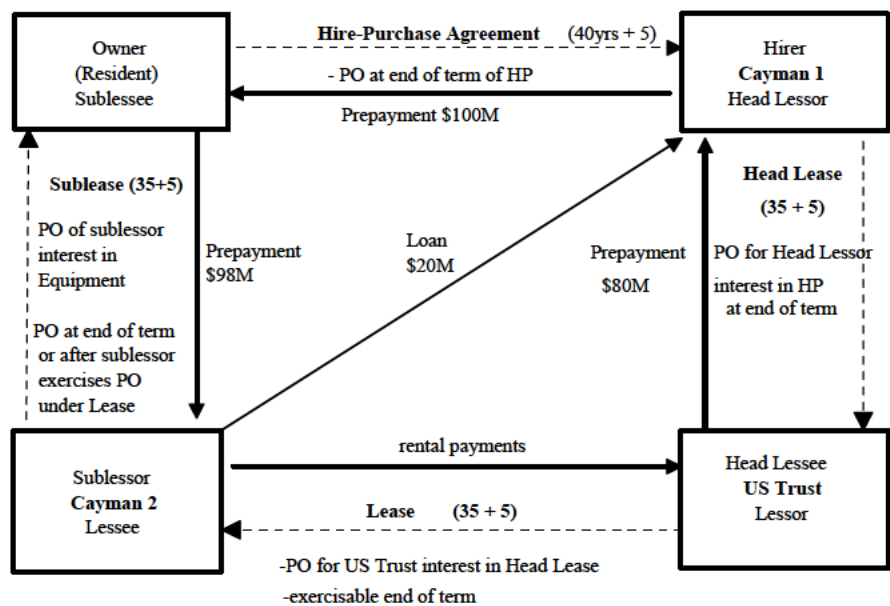 Owner
(Resident)
Sublessee
Hire-Purchase Agreement (40yrs + 5)
- PO at end of term of HP
Prepayment $100M
Hirer
Cayman 1
Head Lessor
Sublease (35+5)
PO of sublessor
interest in
Equipment
PO at end of term
or after sublessor
exercises PO
under Lease
Prepayment
$98M
Loan
$20M
Prepayment
$80M
Head Lease
(35 + 5)
PO for Head Lessor
interest in HP
at end of term
Sublessor
Cayman 2
Lessee
rental payments
Lease (35 + 5)
-PO for US Trust interest in Head Lease
-exercisable end of term
Head Lessee
US Trust
Lessor